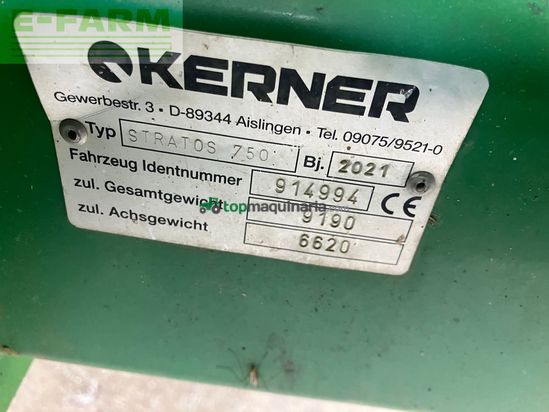 E-FARM
KERNER
Gewerbestr. 3 • D-89344 Aislingen • Tel. 09075/9521-0
Typ STRATOS 750 Bj. 2021
Fahrzeug Identnummer 914994 CE
zul. Gesamtgewicht 9190
topmaquinaria
zul. Achsgewicht 6620